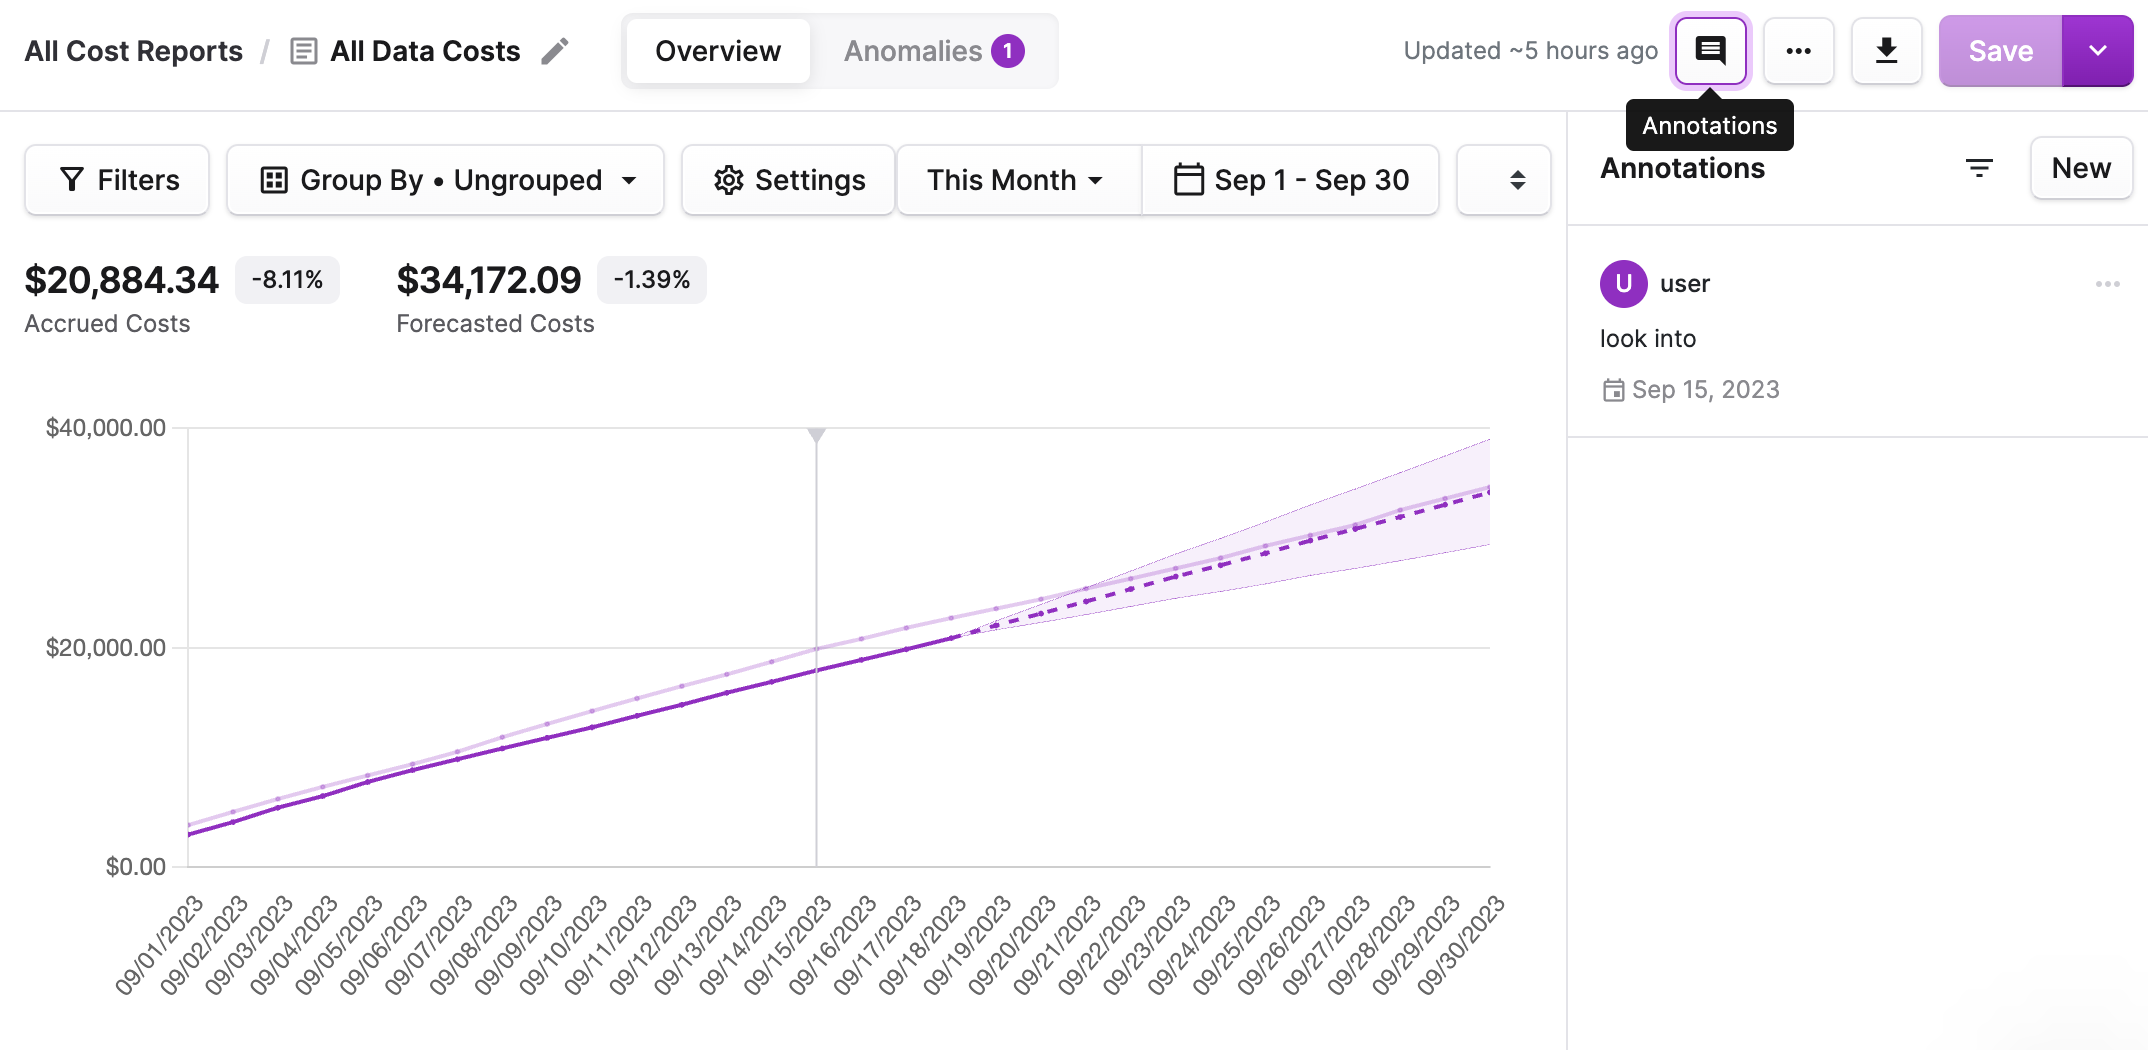 All Cost Reports / All Data Costs
Overview
Anomalies 1
Updated ~5 hours ago
Save
Annotations
Filters
Group By • Ungrouped
Settings
This Month
Sep 1 - Sep 30
Annotations
New
$20,884.34 -8.11%
Accrued Costs
$34,172.09 -1.39%
Forecasted Costs
U user
look into
Sep 15, 2023
$40,000.00
$20,000.00
$0.00
09/01/2023
09/02/2023
09/03/2023
09/04/2023
09/05/2023
09/06/2023
09/07/2023
09/08/2023
09/09/2023
09/10/2023
09/11/2023
09/12/2023
09/13/2023
09/14/2023
09/15/2023
09/16/2023
09/17/2023
09/18/2023
09/19/2023
09/20/2023
09/21/2023
09/22/2023
09/23/2023
09/24/2023
09/25/2023
09/26/2023
09/27/2023
09/28/2023
09/29/2023
09/30/2023